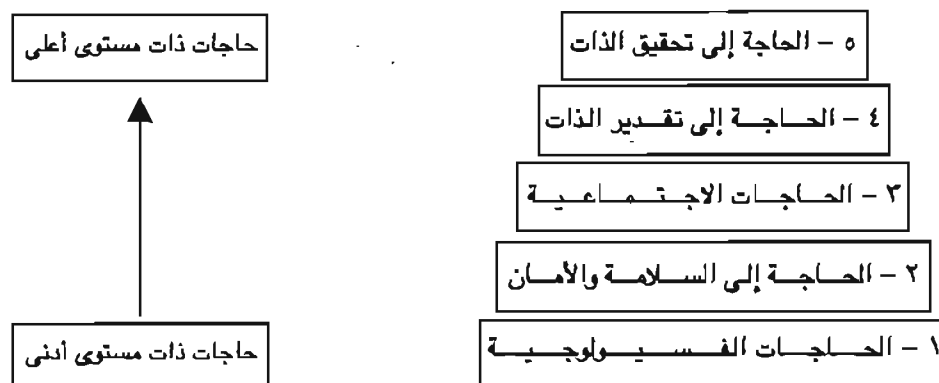 ٥ - الحاجة إلى تحقيق الذات
٤ - الحاجة إلى تقدير الذات
٣ - الحاجات الاجتماعية
٢ - الحاجة إلى السلامة والأمان
١ - الحاجات الفسيولوجية
حاجات ذات مستوى أعلى
حاجات ذات مستوى أدنى